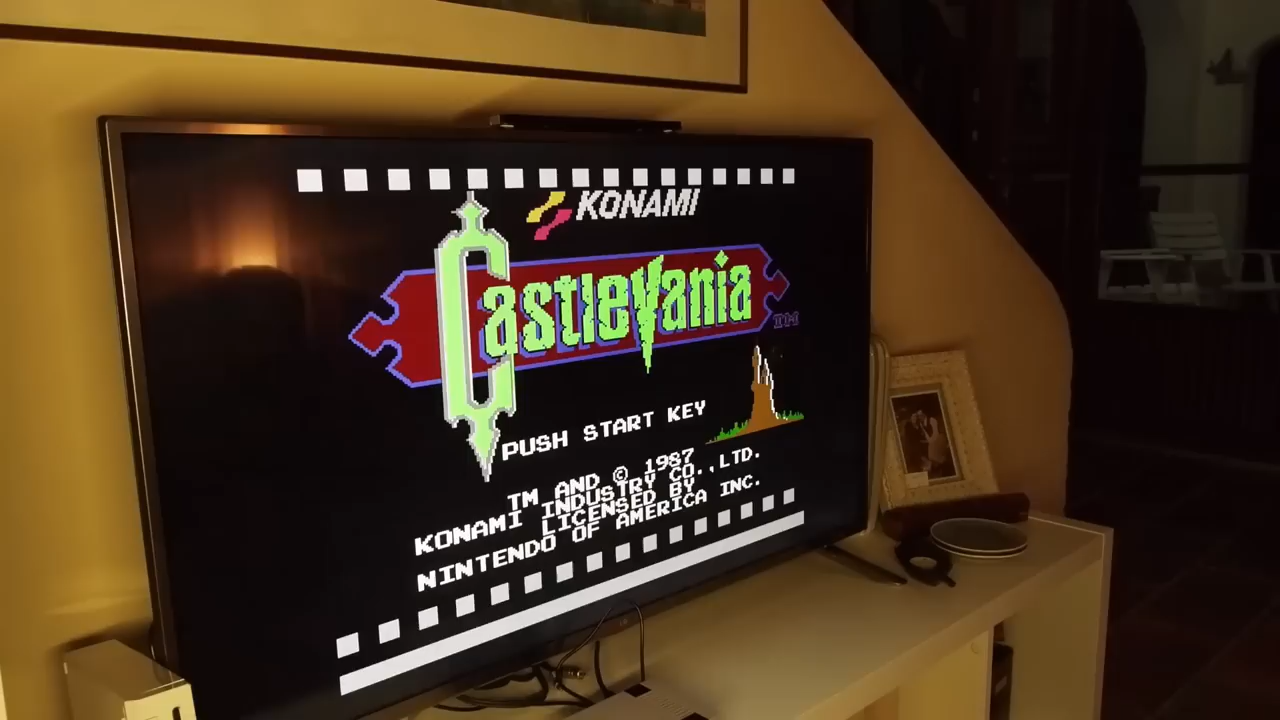 KONAMI
Castlevania
TM
PUSH START KEY
TM AND © 1987
KONAMI INDUSTRY CO.,LTD.
LICENSED BY
NINTENDO OF AMERICA INC.